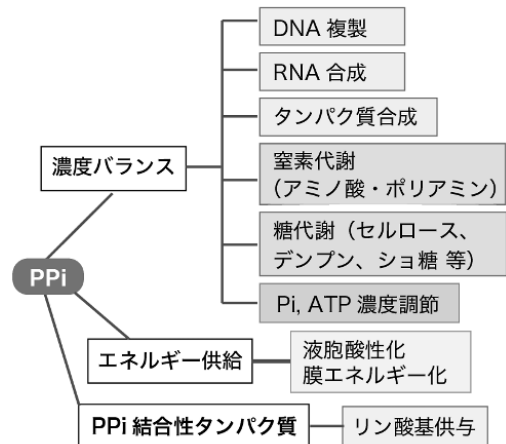 DNA 複製
RNA 合成
タンパク質合成
濃度バランス
窒素代謝
（アミノ酸・ポリアミン）
糖代謝（セルロース、
デンプン、ショ糖 等）
PPi
Pi, ATP 濃度調節
エネルギー供給
液胞酸性化
膜エネルギー化
PPi 結合性タンパク質
リン酸基供与